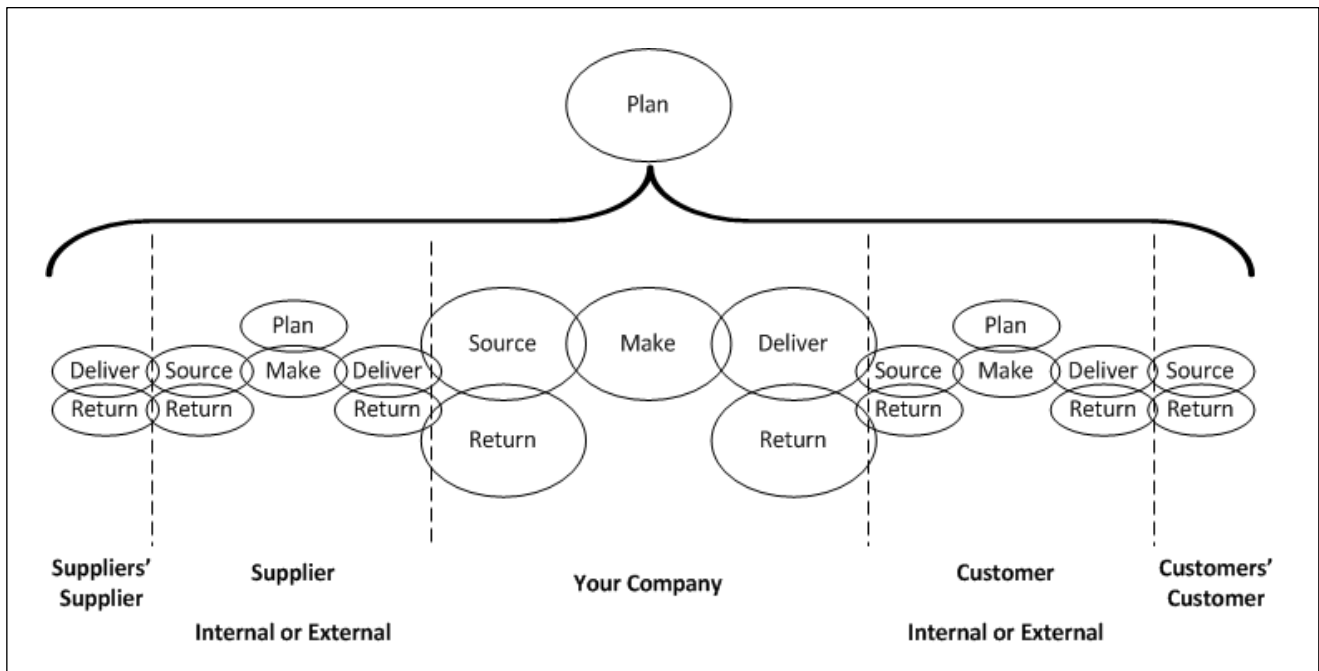 Plan
Plan
Plan
Source
Make
Deliver
Deliver
Source
Make
Deliver
Source
Make
Deliver
Source
Return
Return
Return
Return
Return
Return
Return
Return
Suppliers'
Supplier
Supplier
Your Company
Customer
Customers'
Customer
Internal or External
Internal or External